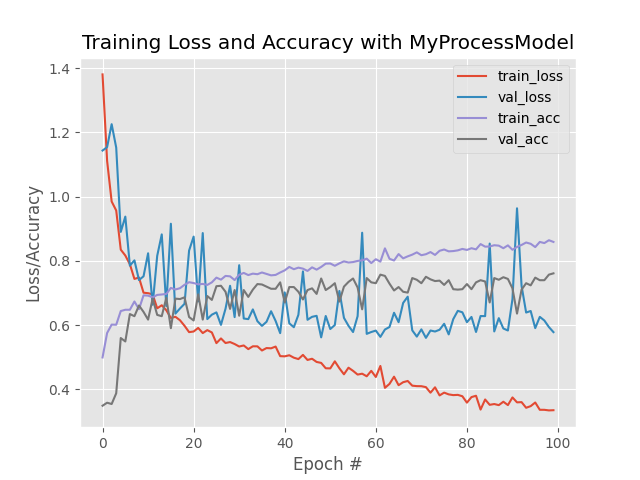 Training Loss and Accuracy with MyProcessModel
train_loss
val_loss
train_acc
val_acc
1.4
1.2
1.0
0.8
0.6
0.4
Loss/Accuracy
0 20 40 60 80 100
Epoch #